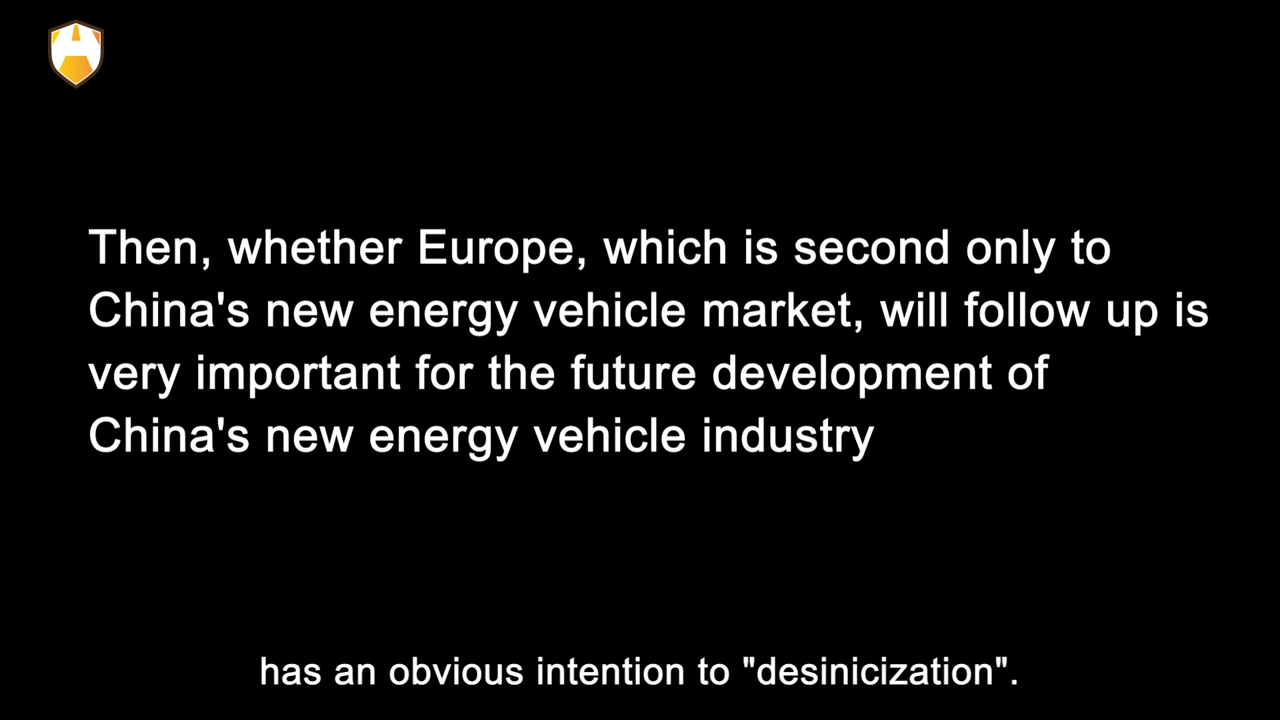 Then, whether Europe, which is second only to
China's new energy vehicle market, will follow up is
very important for the future development of
China's new energy vehicle industry
has an obvious intention to "desinicization".